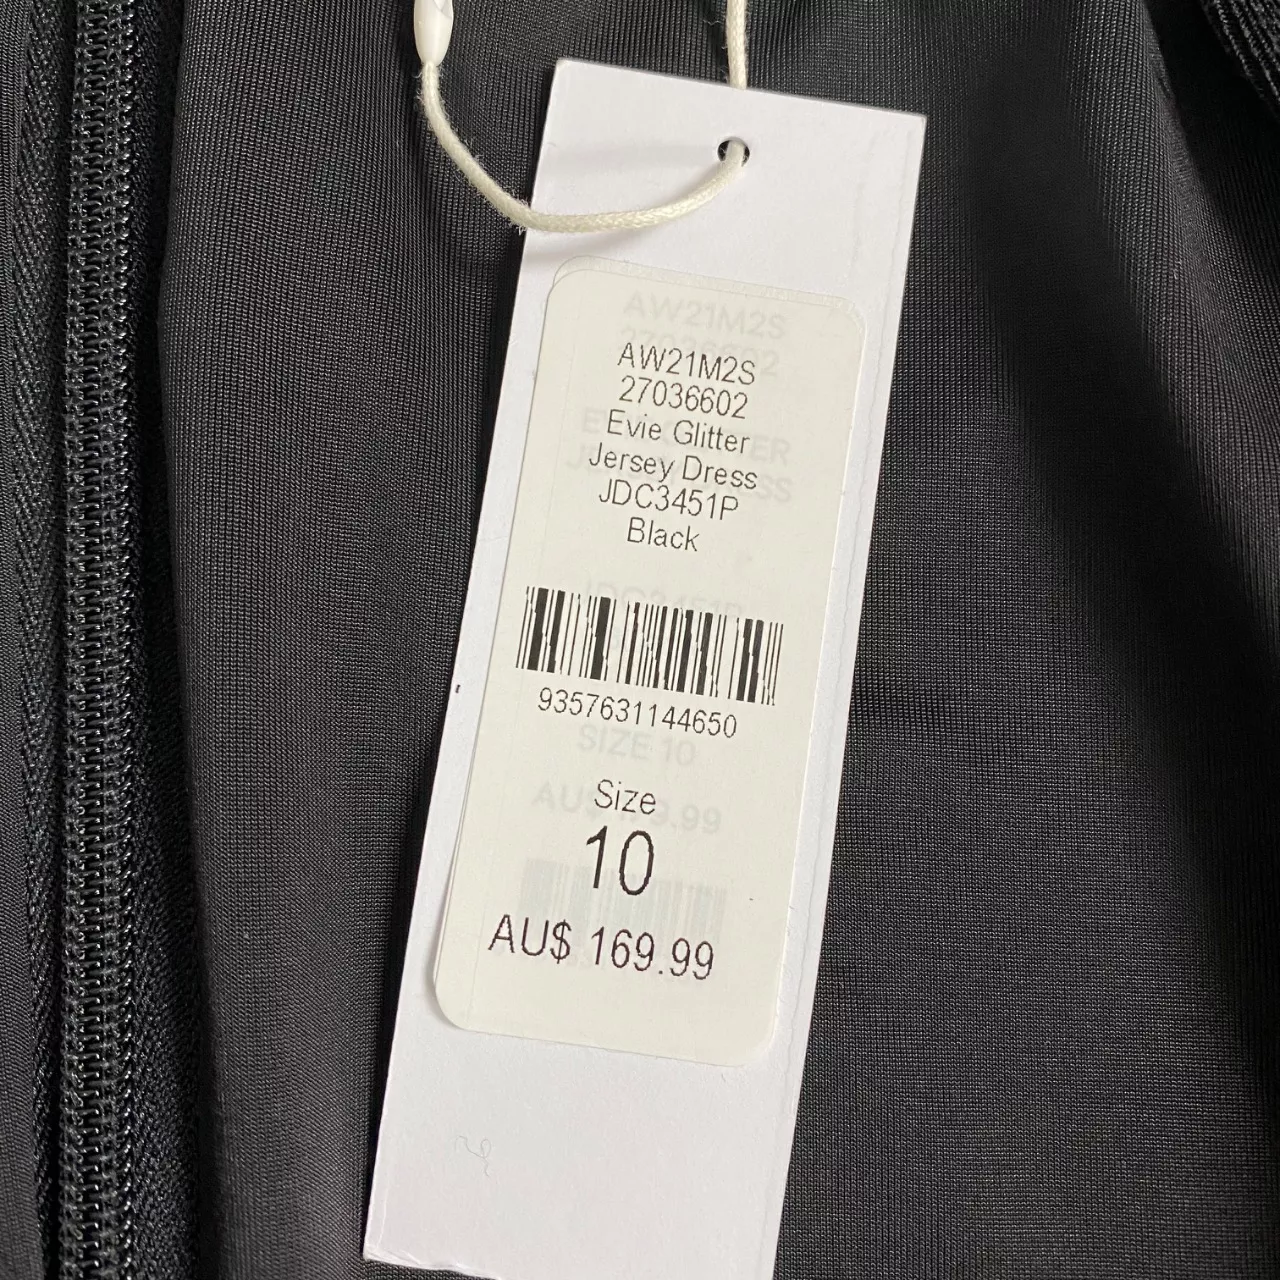 AW21M2S
27036602
Evie Glitter
Jersey Dress
JDC3451P
Black
9357631144650
Size
10
AU$ 169.99